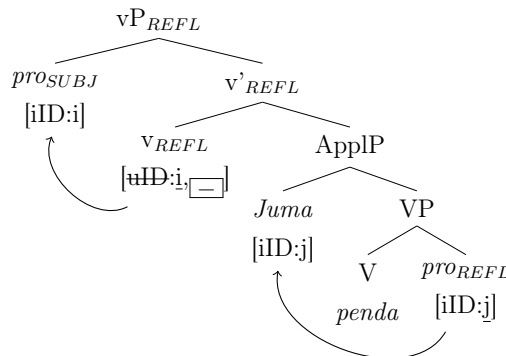 vP_REFL
pro_SUBJ v'_REFL
[iID:i]
v_REFL ApplP
[uID:i,_]
Juma VP
[iID:j]
V pro_REFL
penda [iID:j]